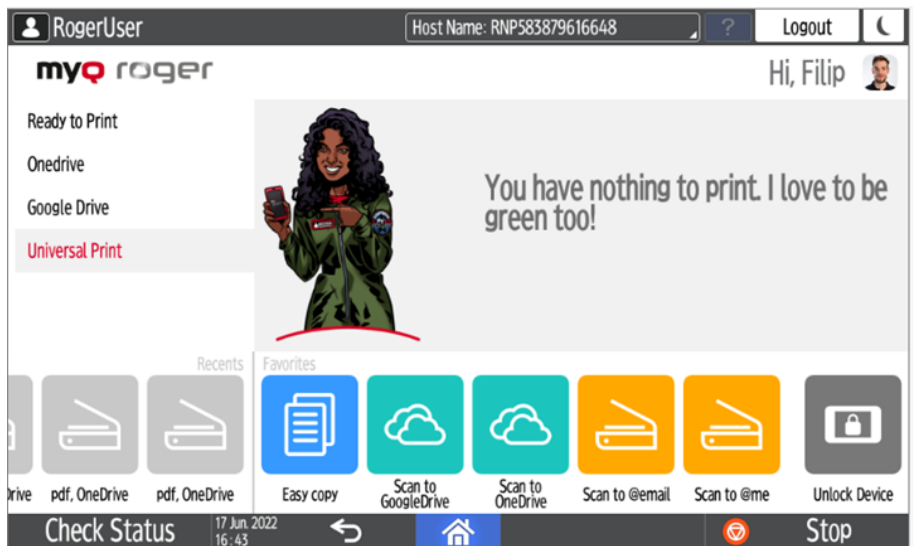 RogerUser
Host Name: RNP583879616648
?
Logout
myQ roger
Hi, Filip
Ready to Print
Onedrive
Google Drive
Universal Print
You have nothing to print. I love to be
green too!
Recents
Favorites
rive
pdf, OneDrive
pdf, OneDrive
Easy copy
Scan to
GoogleDrive
Scan to
OneDrive
Scan to @email
Scan to @me
Unlock Device
Check Status
17 Jun. 2022
16:43
Stop